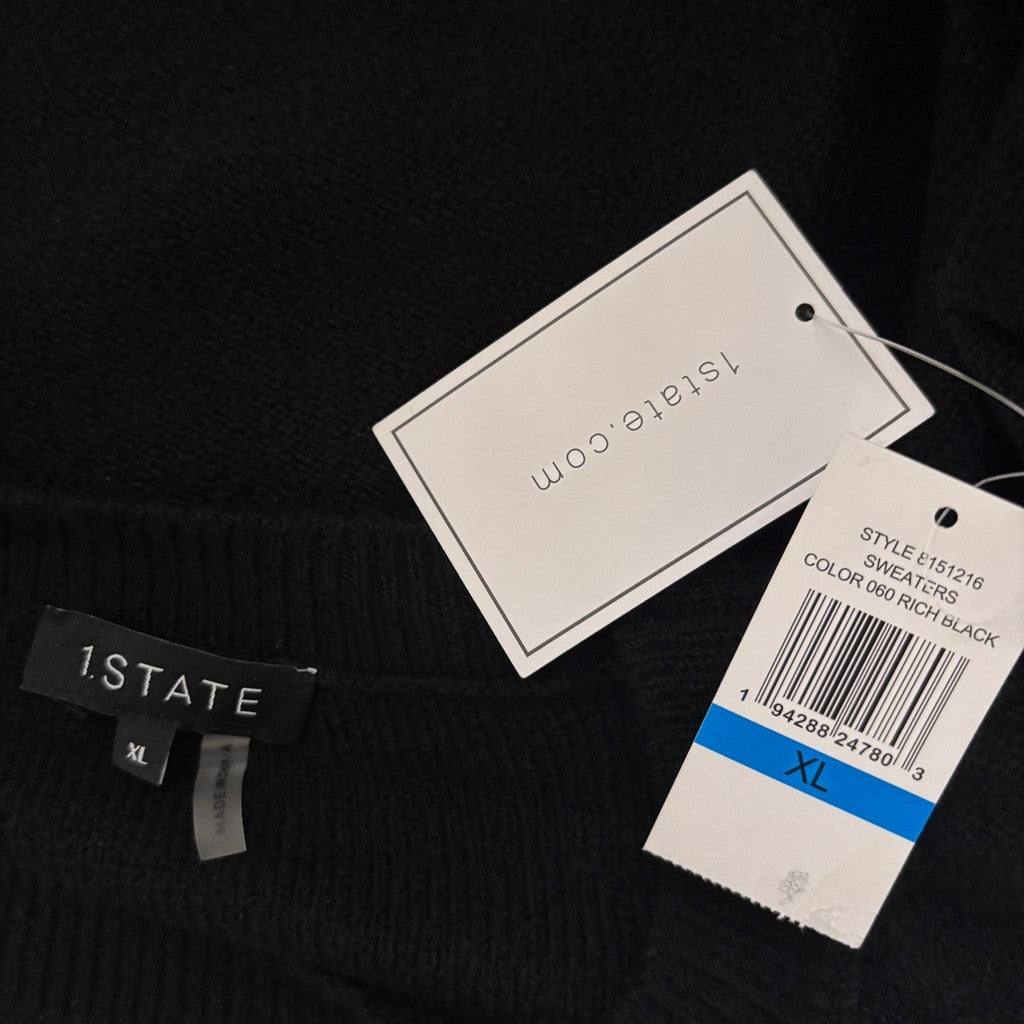 1state.com
STYLE 8151216
SWEATERS
COLOR 060 RICH BLACK
1 94288 24780 3
XL
1.STATE
XL
MADE IN